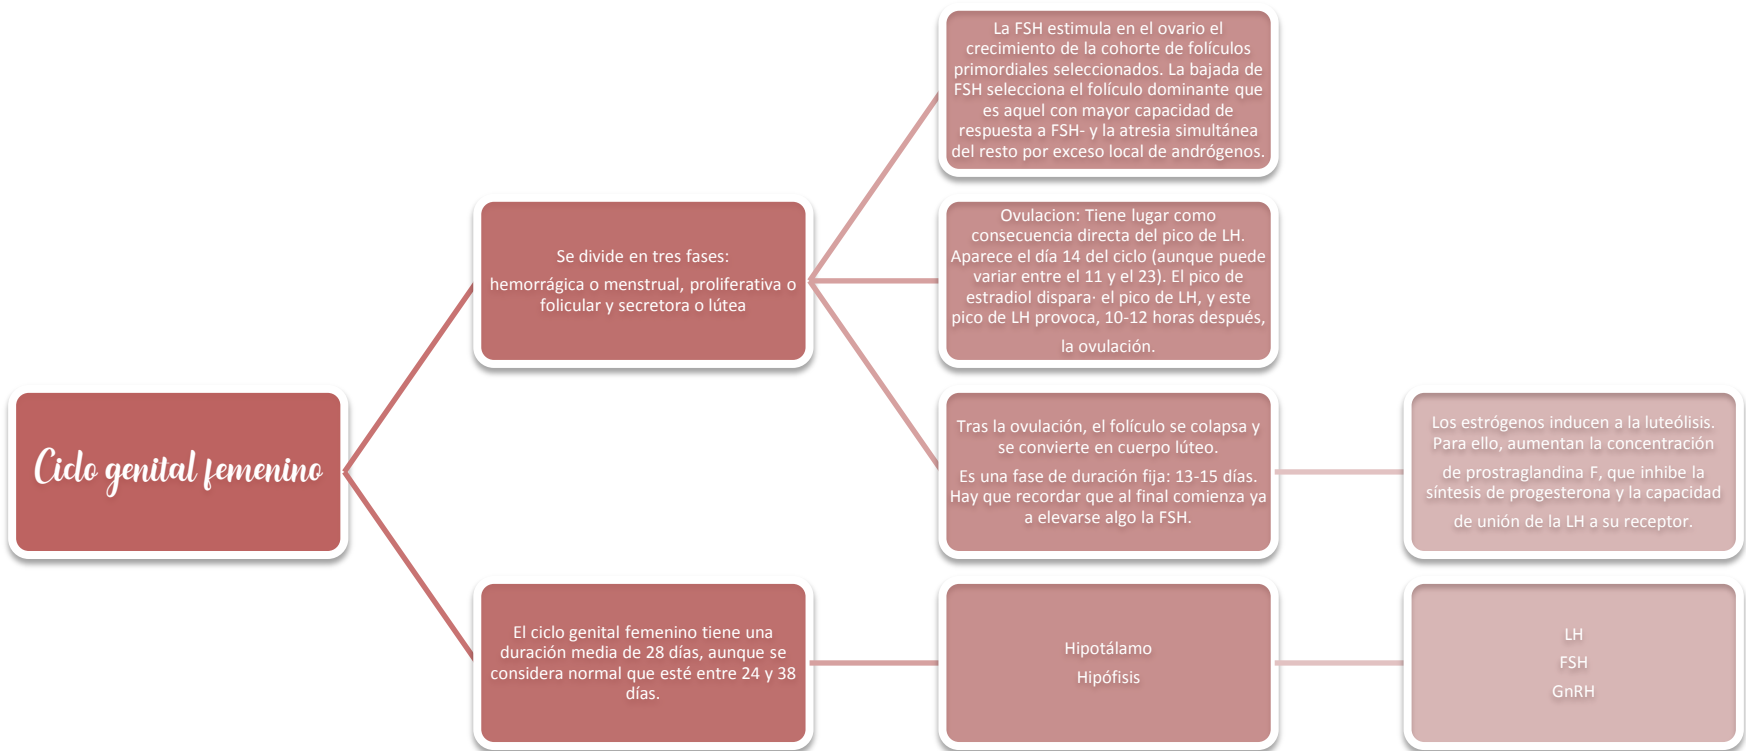 Ciclo genital femenino
Se divide en tres fases:
hemorrágica o menstrual, proliferativa o
folicular y secretora o lútea
La FSH estimula en el ovario el
crecimiento de la cohorte de folículos
primordiales seleccionados. La bajada de
FSH selecciona el folículo dominante que
es aquel con mayor capacidad de
respuesta a FSH- y la atresia simultánea
del resto por exceso local de andrógenos.
Ovulacion: Tiene lugar como
consecuencia directa del pico de LH.
Aparece el día 14 del ciclo (aunque puede
variar entre el 11 y el 23). El pico de
estradiol dispara· el pico de LH, y este
pico de LH provoca, 10-12 horas después,
la ovulación.
Tras la ovulación, el folículo se colapsa y
se convierte en cuerpo lúteo.
Es una fase de duración fija: 13-15 días.
Hay que recordar que al final comienza ya
a elevarse algo la FSH.
Los estrógenos inducen a la luteólisis.
Para ello, aumentan la concentración
de prostraglandina F, que inhibe la
síntesis de progesterona y la capacidad
de unión de la LH a su receptor.
El ciclo genital femenino tiene una
duración media de 28 días, aunque se
considera normal que esté entre 24 y 38
días.
Hipotálamo
Hipófisis
LH
FSH
GnRH